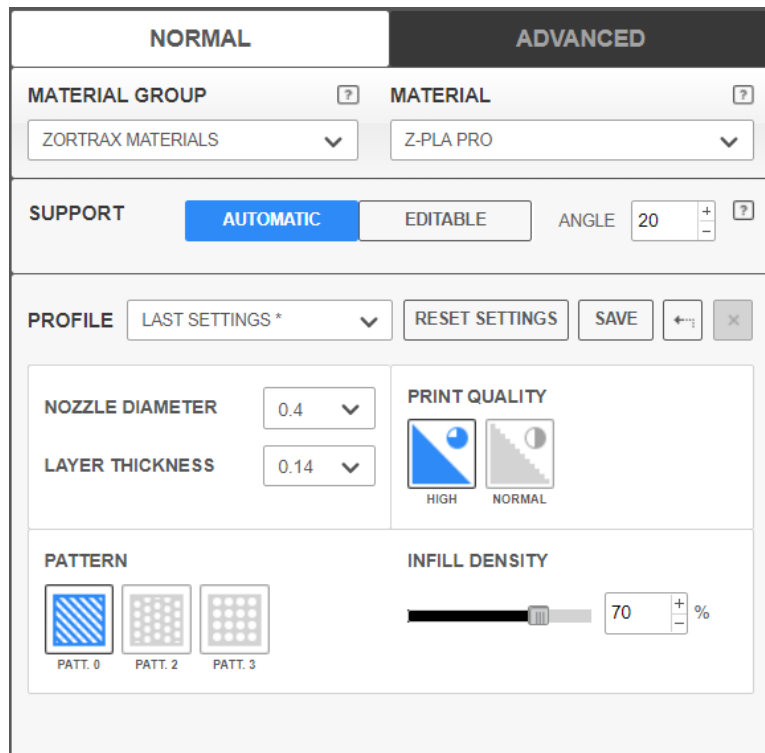 NORMAL ADVANCED
MATERIAL GROUP ? MATERIAL ?
ZORTRAX MATERIALS Z-PLA PRO
SUPPORT AUTOMATIC EDITABLE ANGLE 20 + - ?
PROFILE LAST SETTINGS * RESET SETTINGS SAVE
NOZZLE DIAMETER 0.4
LAYER THICKNESS 0.14
PRINT QUALITY
HIGH NORMAL
PATTERN
PATT. 0 PATT. 2 PATT. 3
INFILL DENSITY
70 + - %